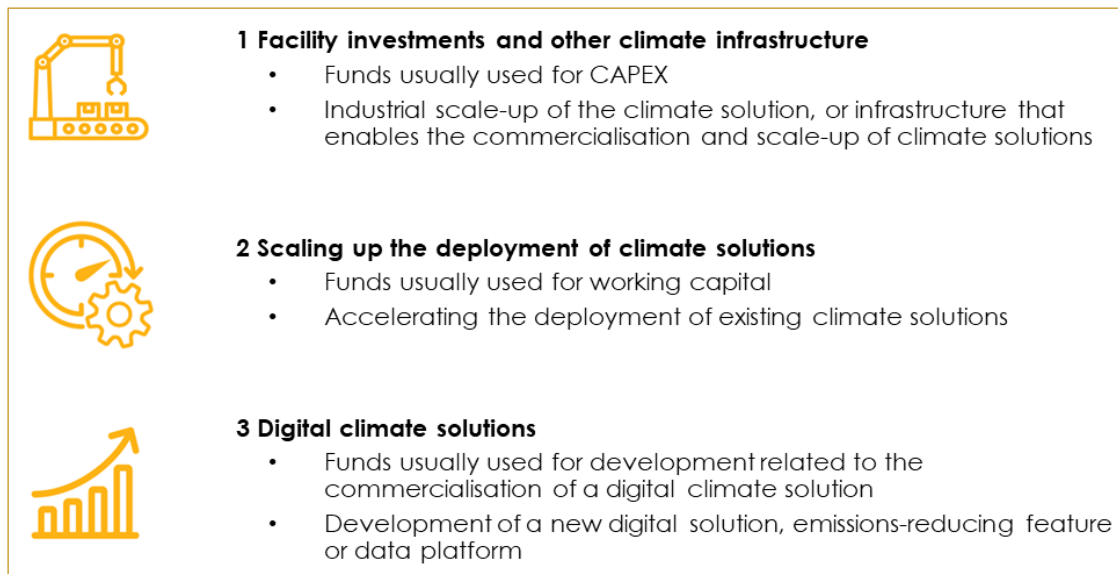 1 Facility investments and other climate infrastructure
• Funds usually used for CAPEX
• Industrial scale-up of the climate solution, or infrastructure that
enables the commercialisation and scale-up of climate solutions
2 Scaling up the deployment of climate solutions
• Funds usually used for working capital
• Accelerating the deployment of existing climate solutions
3 Digital climate solutions
• Funds usually used for development related to the
commercialisation of a digital climate solution
• Development of a new digital solution, emissions-reducing feature
or data platform